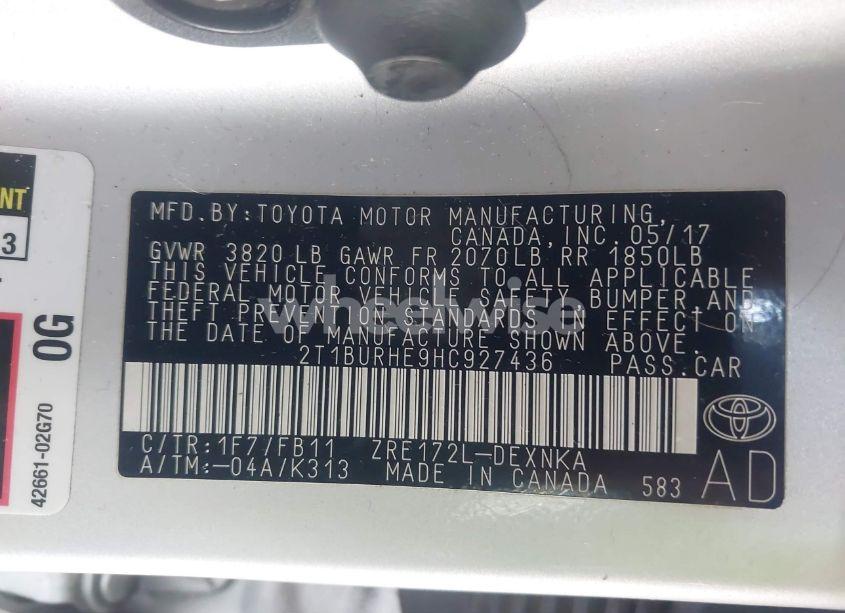 MFD.BY:TOYOTA MOTOR MANUFACTURING,
CANADA,INC.05/17
GVWR 3820LB GAWR FR 2070LB RR 1850LB
THIS VEHICLE CONFORMS TO ALL APPLICABLE
FEDERAL MOTOR VEHICLE SAFETY, BUMPER,AND
THEFT PREVENTION STANDARDS IN EFFECT ON
THE DATE OF MANUFACTURE SHOWN ABOVE.
2T1BURHE9HC927436 PASS.CAR
C/TR:1F7/FB11 ZRE172L-DEXNKA
A/TM:-04A/K313 MADE IN CANADA 583
AD
3
0G
42661-02G70
wheelwise